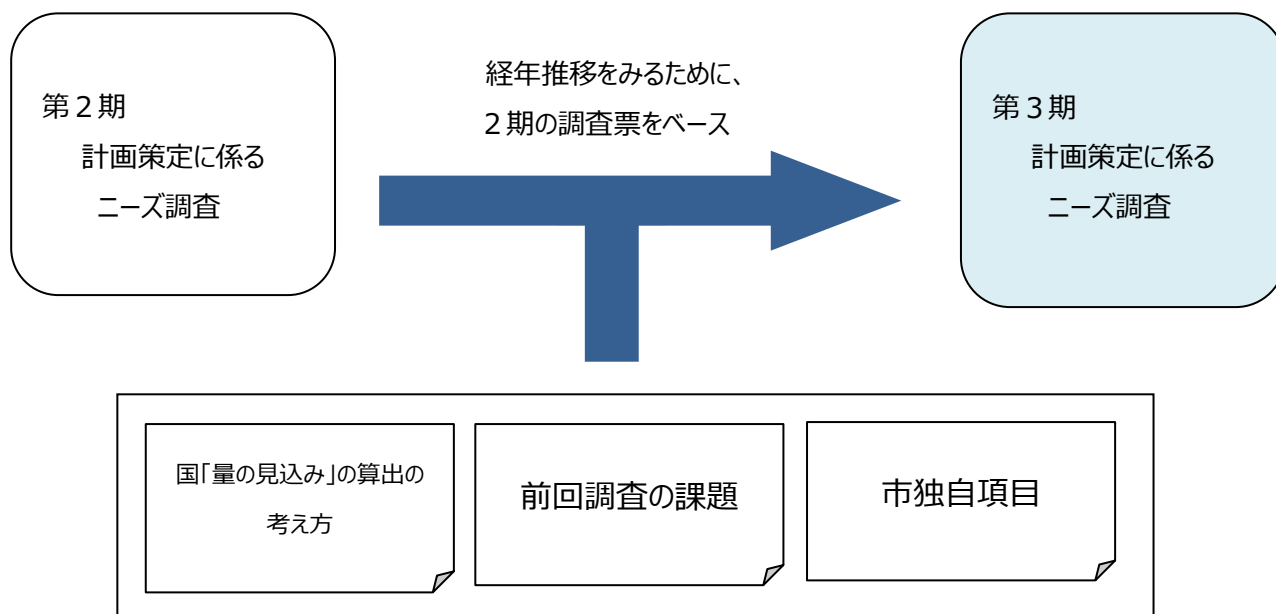 第２期
計画策定に係る
ニーズ調査
経年推移をみるために、
２期の調査票をベース
第３期
計画策定に係る
ニーズ調査
国「量の見込み」の算出の
考え方
前回調査の課題
市独自項目